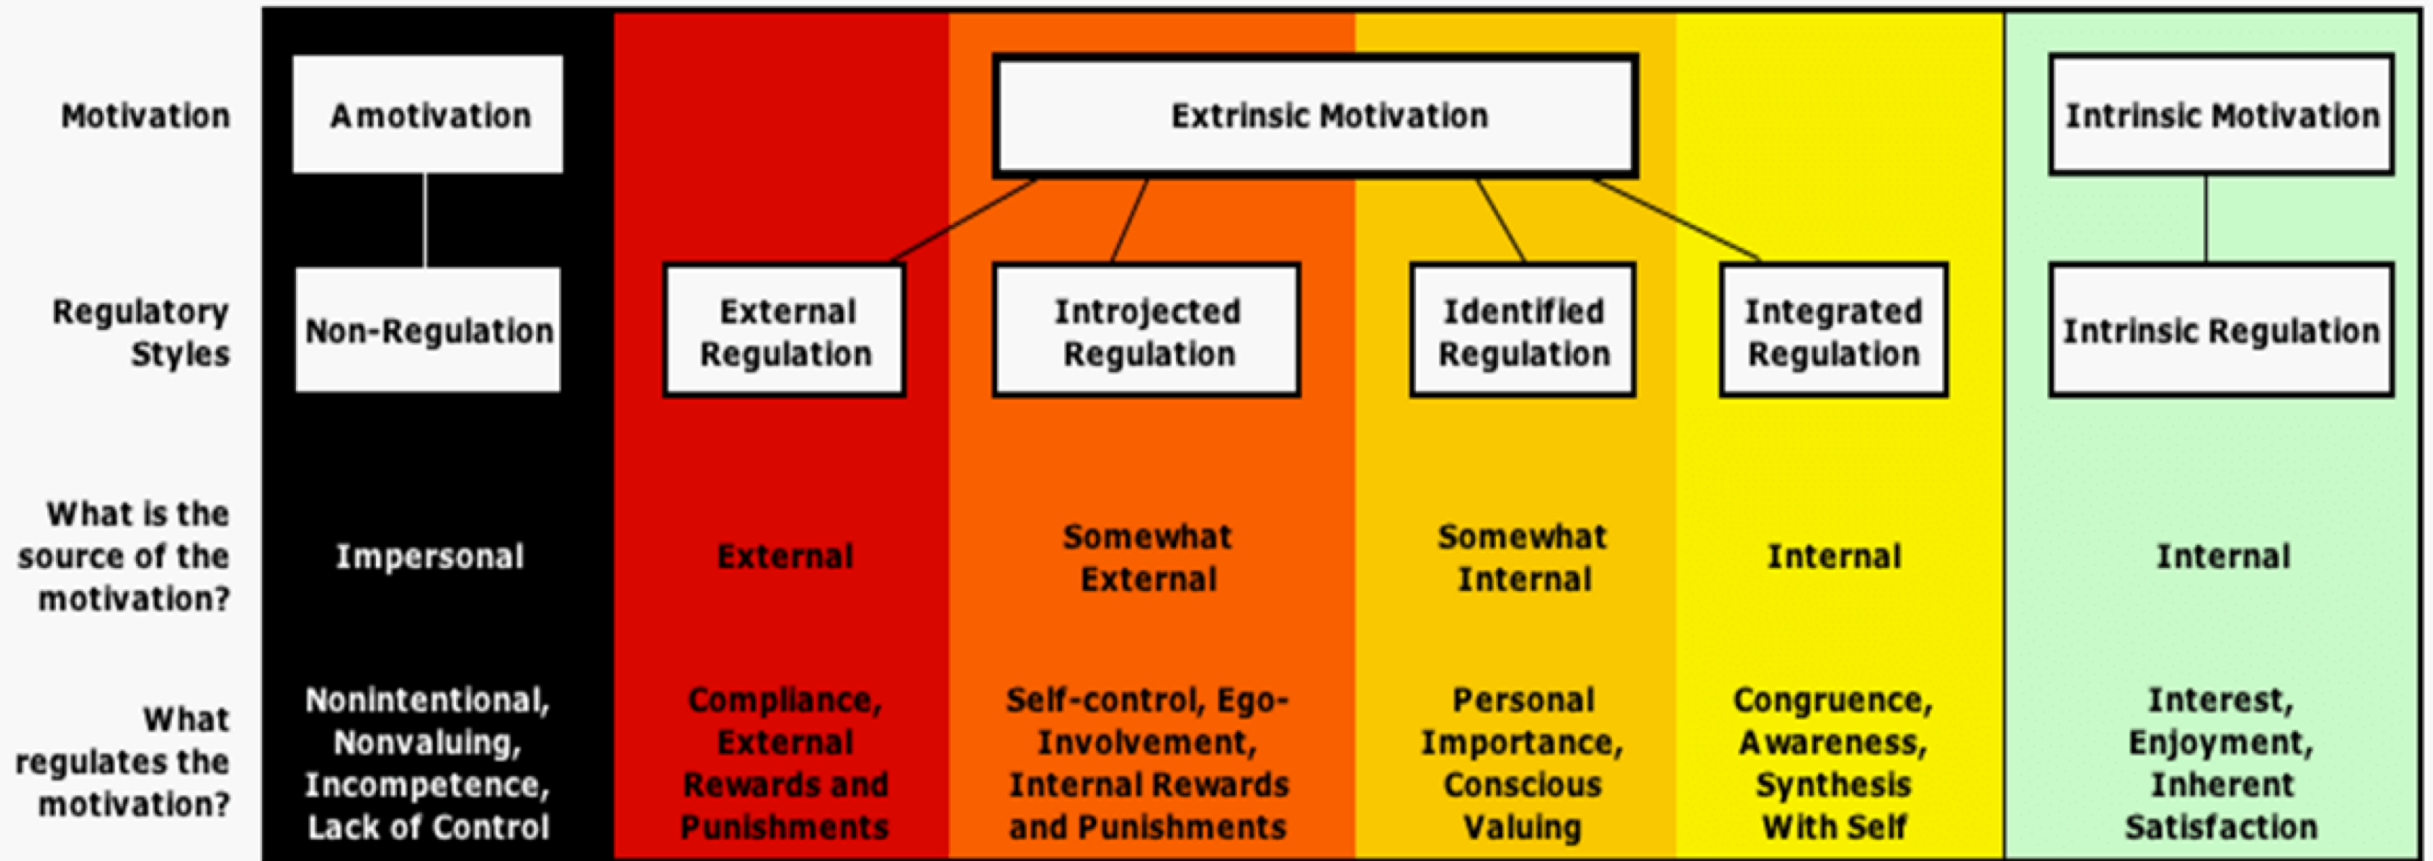 Motivation
Amotivation
Extrinsic Motivation
Intrinsic Motivation
Regulatory
Styles
Non-Regulation
External
Regulation
Introjected
Regulation
Identified
Regulation
Integrated
Regulation
Intrinsic Regulation
What is the
source of the
motivation?
Impersonal
External
Somewhat
External
Somewhat
Internal
Internal
Internal
What
regulates the
motivation?
Nonintentional,
Nonvaluing,
Incompetence,
Lack of Control
Compliance,
External
Rewards and
Punishments
Self-control, Ego-
Involvement,
Internal Rewards
and Punishments
Personal
Importance,
Conscious
Valuing
Congruence,
Awareness,
Synthesis
With Self
Interest,
Enjoyment,
Inherent
Satisfaction